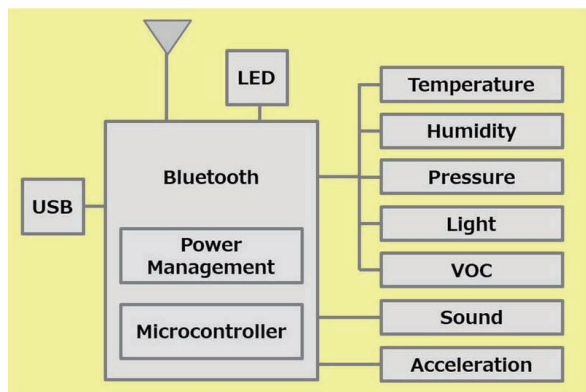 LED
Temperature
Humidity
Bluetooth
Pressure
USB
Light
Power
Management
VOC
Microcontroller
Sound
Acceleration